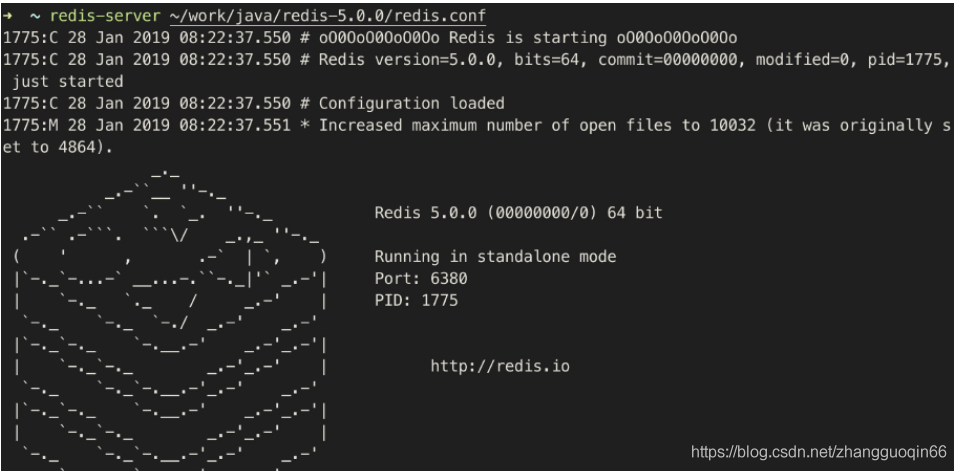 → ~ redis-server ~/work/java/redis-5.0.0/redis.conf
1775:C 28 Jan 2019 08:22:37.550 # oO0OoO0OoO0Oo Redis is starting oO0OoO0OoO0Oo
1775:C 28 Jan 2019 08:22:37.550 # Redis version=5.0.0, bits=64, commit=00000000, modified=0, pid=1775,
just started
1775:C 28 Jan 2019 08:22:37.550 # Configuration loaded
1775:M 28 Jan 2019 08:22:37.551 * Increased maximum number of open files to 10032 (it was originally s
et to 4864).
Redis 5.0.0 (00000000/0) 64 bit
Running in standalone mode
Port: 6380
PID: 1775
http://redis.io
https://blog.csdn.net/zhangguoqin66